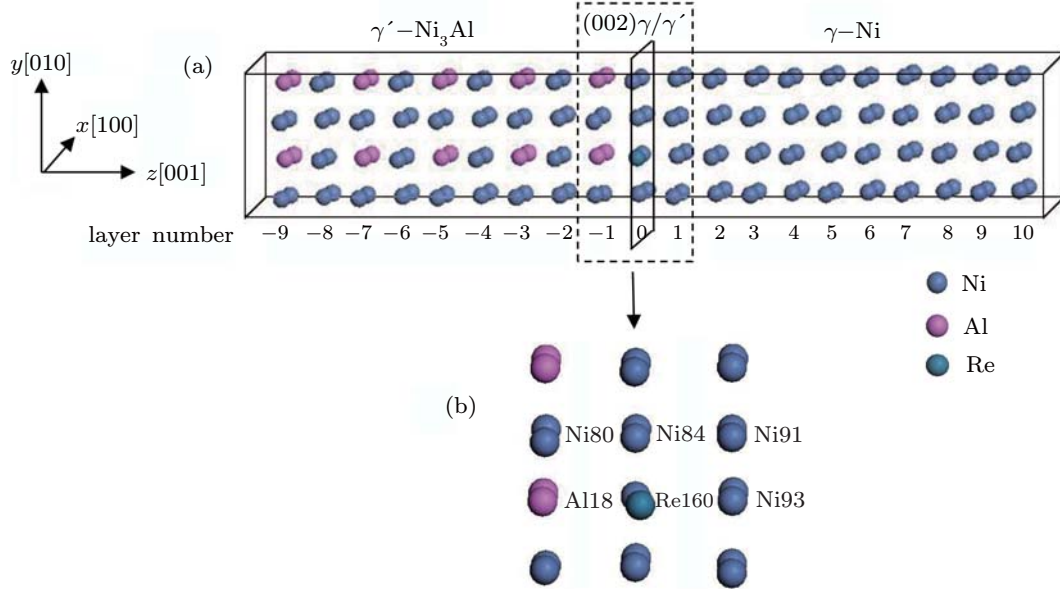 γ´−Ni₃Al
(002)γ/γ´
γ−Ni
(a)
y[010]
x[100]
z[001]
layer number −9 −8 −7 −6 −5 −4 −3 −2 −1 0 1 2 3 4 5 6 7 8 9 10
Ni
Al
Re
(b)
Ni80 Ni84 Ni91
Al18 Re160 Ni93